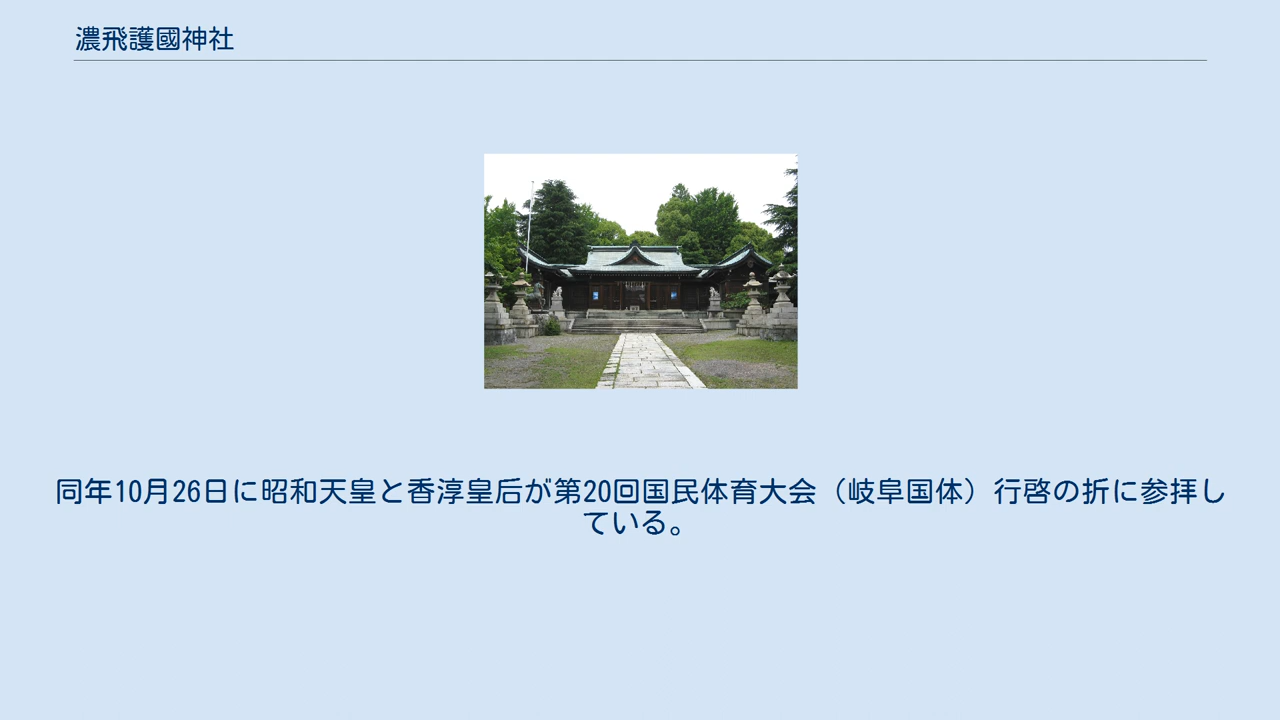 濃飛護國神社
同年10月26日に昭和天皇と香淳皇后が第20回国民体育大会（岐阜国体）行啓の折に参拝し
ている。